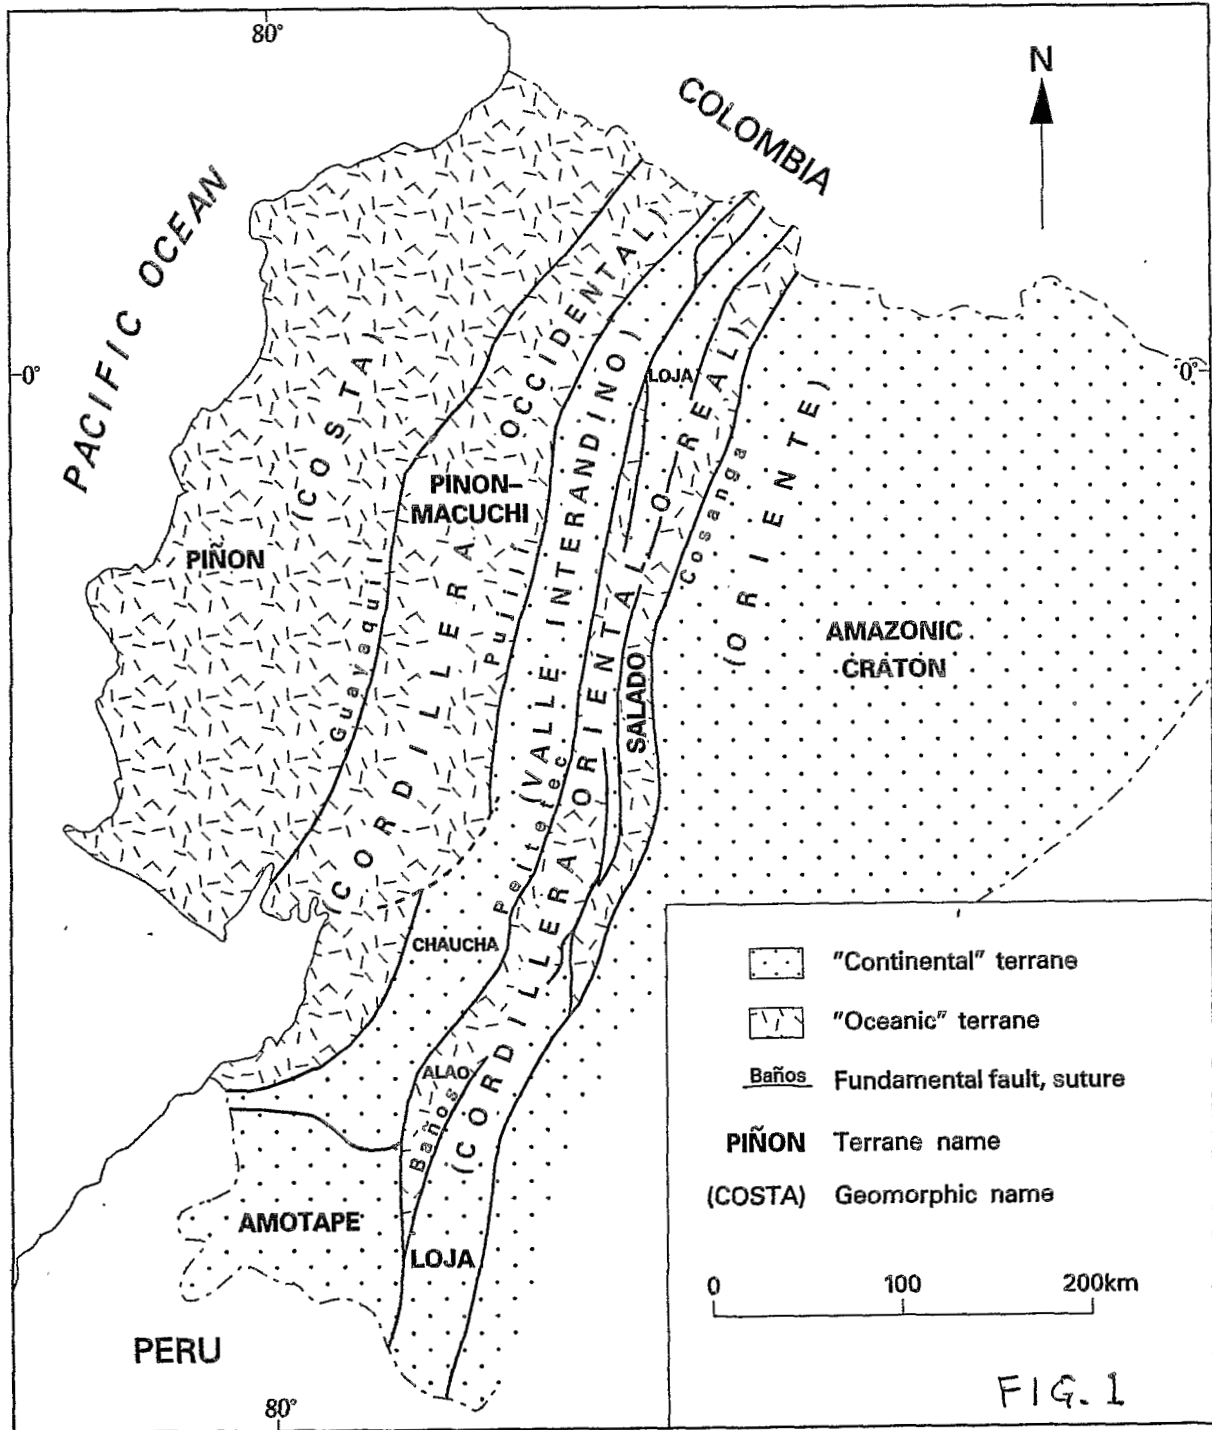 80°
N
COLOMBIA
PACIFIC OCEAN
0°
0°
(COSTA)
(CORDILLERA OCCIDENTAL)
(VALLE INTERANDINO)
(CORDILLERA ORIENTAL O REAL)
(ORIENTE)
LOJA
PINON-
MACUCHI
PIÑON
Guayaquil
Pujilí
Cosanga
AMAZONIC
CRATON
SALADO
Peltetec
CHAUCHA
ALAO
Baños
AMOTAPE
LOJA
PERU
80°
"Continental" terrane
"Oceanic" terrane
Baños Fundamental fault, suture
PIÑON Terrane name
(COSTA) Geomorphic name
0 100 200km
FIG. 1